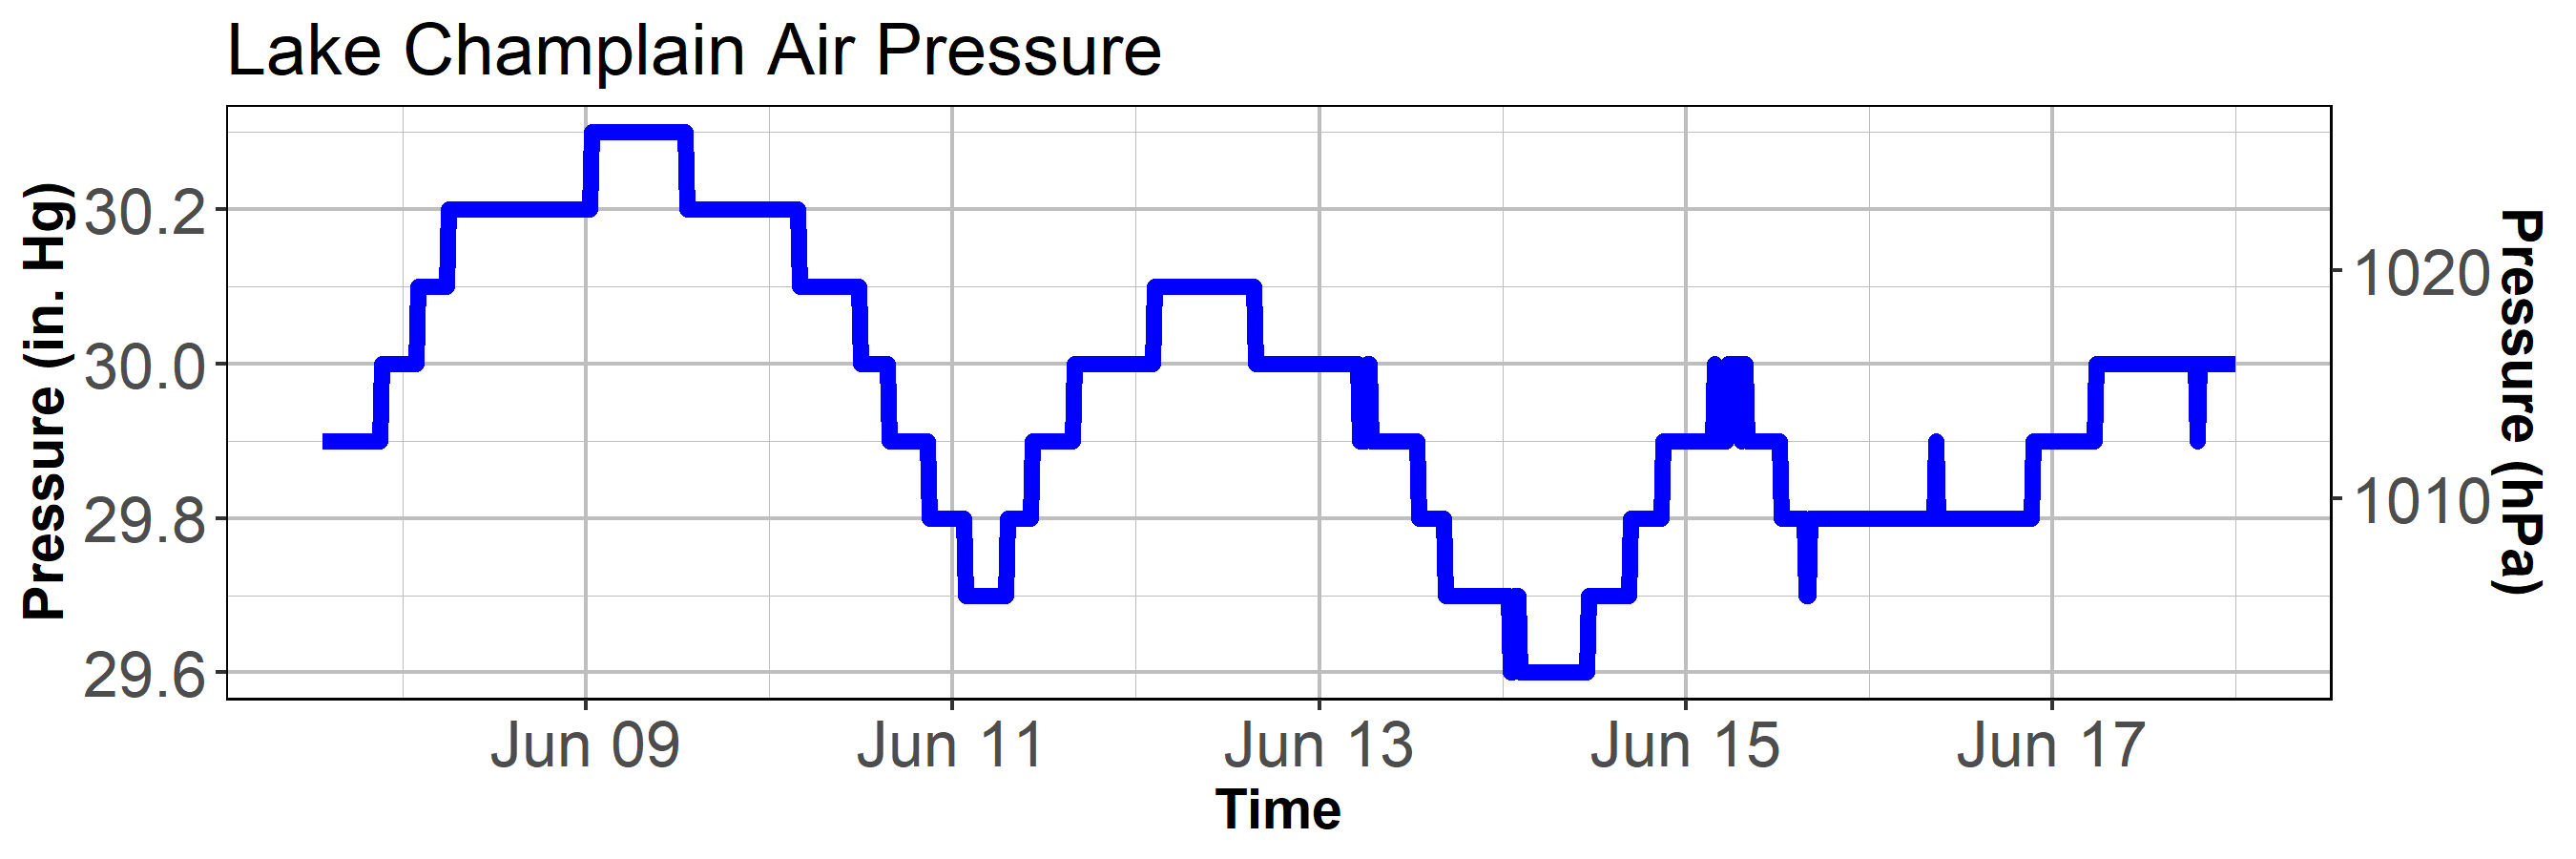 Lake Champlain Air Pressure
Pressure (in. Hg)
30.2
30.0
29.8
29.6
1020
1010
Pressure (hPa)
Jun 09 Jun 11 Jun 13 Jun 15 Jun 17
Time